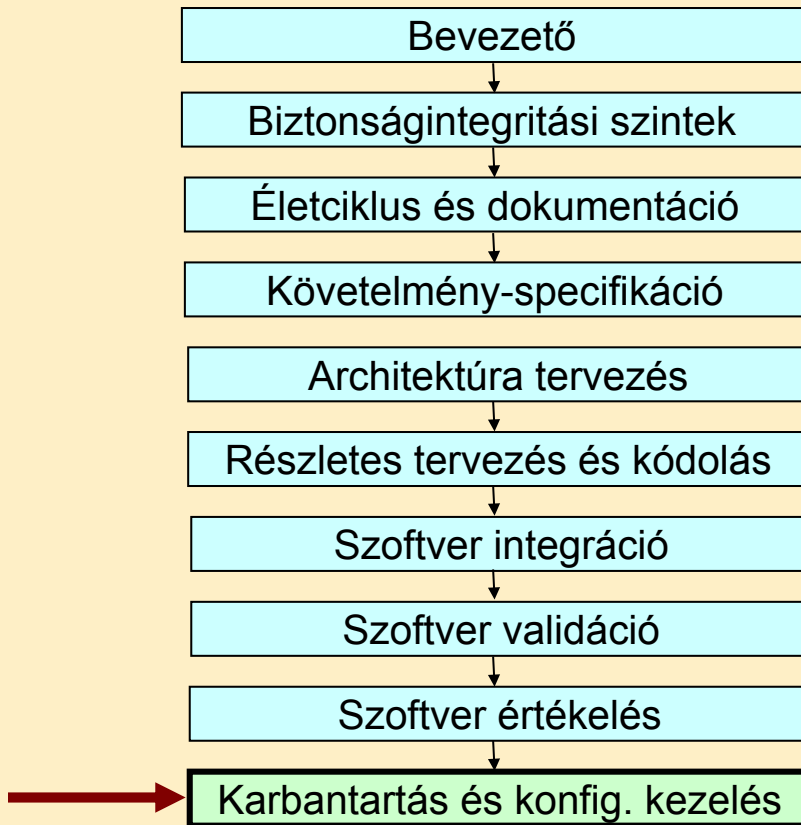 Bevezető
Biztonságintegritási szintek
Életciklus és dokumentáció
Követelmény-specifikáció
Architektúra tervezés
Részletes tervezés és kódolás
Szoftver integráció
Szoftver validáció
Szoftver értékelés
Karbantartás és konfig. kezelés